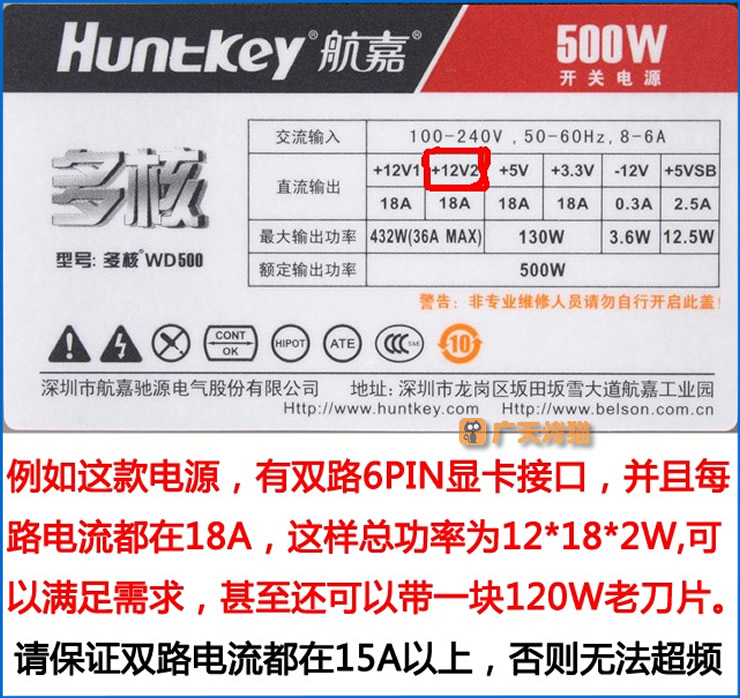 Huntkey®航嘉®
500W
开关电源
多核
型号: 多核®WD500
交流输入 100-240V,50-60Hz,8-6A
直流输出 +12V1 +12V2 +5V +3.3V -12V +5VSB
18A 18A 18A 18A 0.3A 2.5A
最大输出功率 432W(36A MAX) 130W 3.6W 12.5W
额定输出功率 500W
警告: 非专业维修人员请勿自行开启此盖!
CONT
OK
HIPOT
ATE
CCC S&E
10
深圳市航嘉驰源电气股份有限公司 地址: 深圳市龙岗区坂田坂雪大道航嘉工业园
Http://www.huntkey.com Http://www.belson.com.cn
广天烤猫
例如这款电源，有双路6PIN显卡接口，并且每
路电流都在18A，这样总功率为12*18*2W,可
以满足需求，甚至还可以带一块120W老刀片。
请保证双路电流都在15A以上，否则无法超频